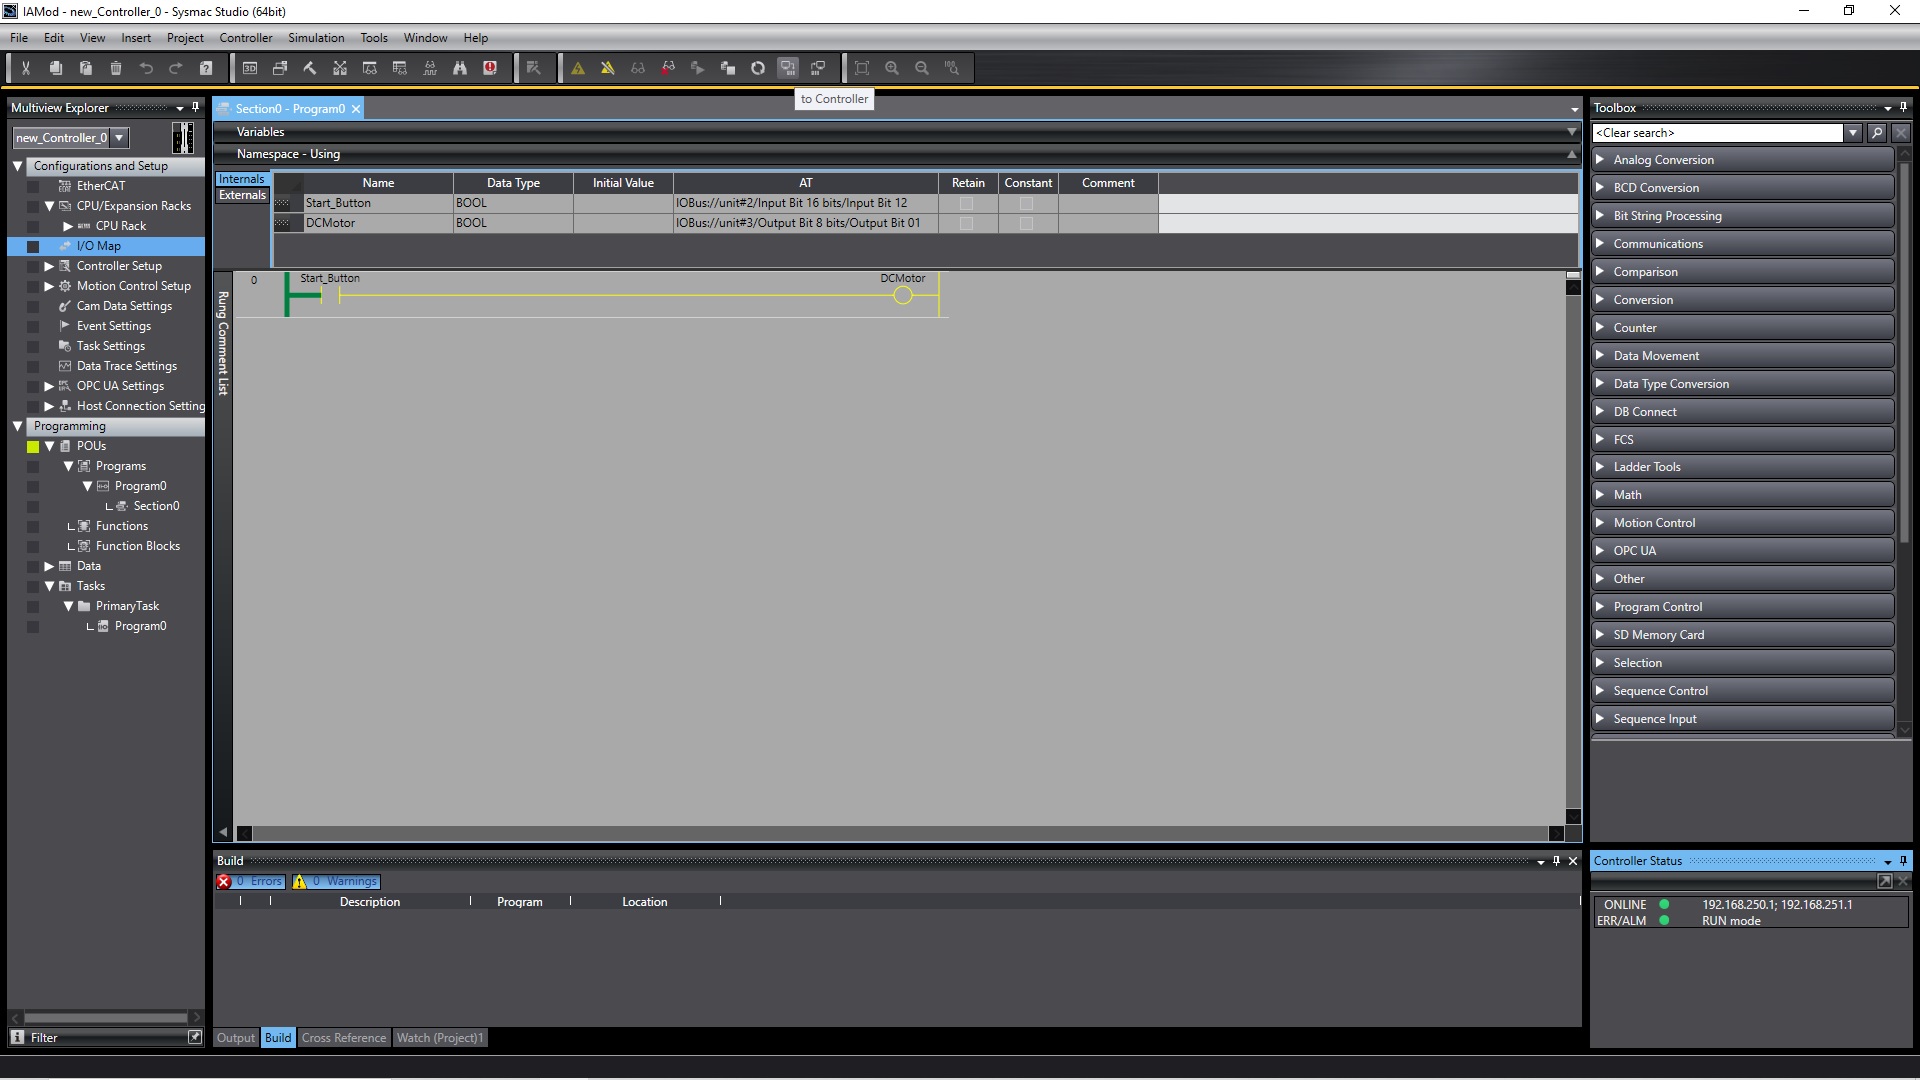 IAMod - new_Controller_0 - Sysmac Studio (64bit)
File Edit View Insert Project Controller Simulation Tools Window Help
to Controller
Multiview Explorer
new_Controller_0
Configurations and Setup
EtherCAT
CPU/Expansion Racks
CPU Rack
I/O Map
Controller Setup
Motion Control Setup
Cam Data Settings
Event Settings
Task Settings
Data Trace Settings
OPC UA Settings
Host Connection Setting
Programming
POUs
Programs
Program0
Section0
Functions
Function Blocks
Data
Tasks
PrimaryTask
Program0
Filter
Section0 - Program0
Variables
Namespace - Using
Internals
Externals
Name Data Type Initial Value AT Retain Constant Comment
Start_Button BOOL IOBus://unit#2/Input Bit 16 bits/Input Bit 12
DCMotor BOOL IOBus://unit#3/Output Bit 8 bits/Output Bit 01
Rung Comment List
0 Start_Button DCMotor
Build
0 Errors 0 Warnings
Description Program Location
Output Build Cross Reference Watch (Project)1
Toolbox
<Clear search>
Analog Conversion
BCD Conversion
Bit String Processing
Communications
Comparison
Conversion
Counter
Data Movement
Data Type Conversion
DB Connect
FCS
Ladder Tools
Math
Motion Control
OPC UA
Other
Program Control
SD Memory Card
Selection
Sequence Control
Sequence Input
Controller Status
ONLINE 192.168.250.1; 192.168.251.1
ERR/ALM RUN mode